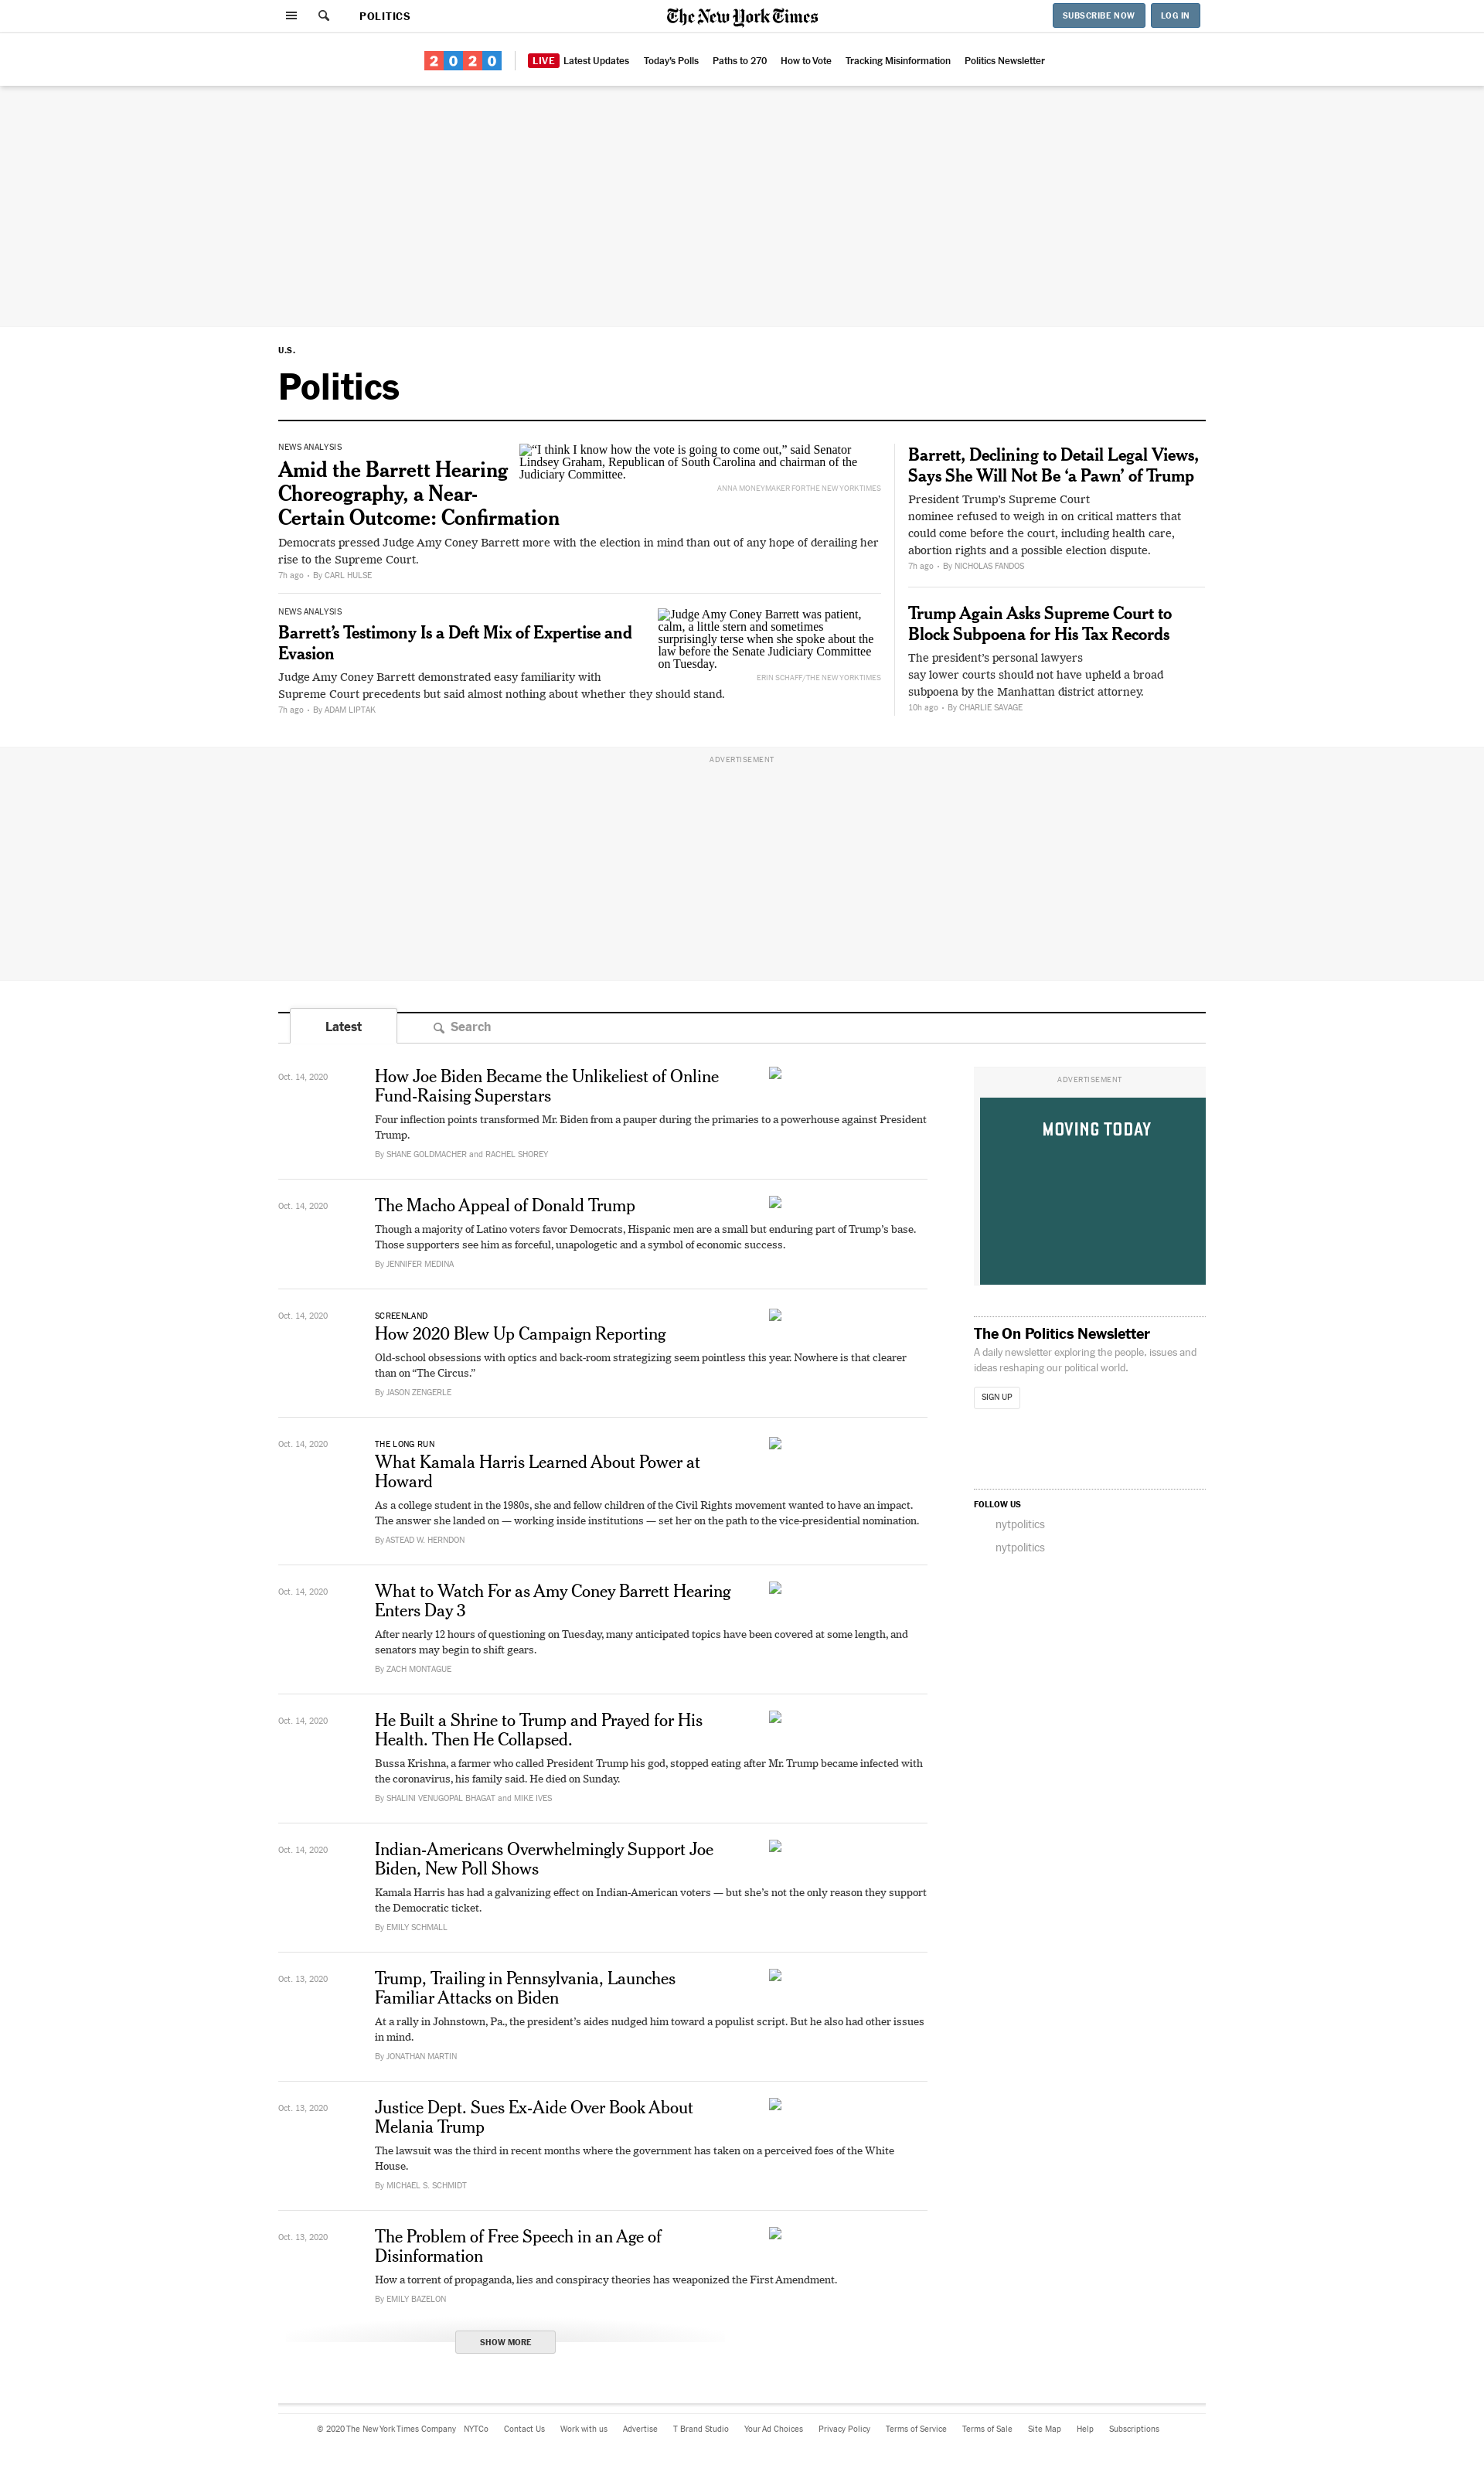 POLITICS
The New York Times
SUBSCRIBE NOW
LOG IN
2020
LIVE Latest Updates
Today's Polls
Paths to 270
How to Vote
Tracking Misinformation
Politics Newsletter
U.S.
Politics
NEWS ANALYSIS
Amid the Barrett Hearing
Choreography, a Near-
Certain Outcome: Confirmation
“I think I know how the vote is going to come out,” said Senator
Lindsey Graham, Republican of South Carolina and chairman of the
Judiciary Committee.
ANNA MONEYMAKER FOR THE NEW YORK TIMES
Democrats pressed Judge Amy Coney Barrett more with the election in mind than out of any hope of derailing her
rise to the Supreme Court.
7h ago • By CARL HULSE
NEWS ANALYSIS
Barrett’s Testimony Is a Deft Mix of Expertise and
Evasion
Judge Amy Coney Barrett was patient,
calm, a little stern and sometimes
surprisingly terse when she spoke about the
law before the Senate Judiciary Committee
on Tuesday.
ERIN SCHAFF/THE NEW YORK TIMES
Judge Amy Coney Barrett demonstrated easy familiarity with
Supreme Court precedents but said almost nothing about whether they should stand.
7h ago • By ADAM LIPTAK
Barrett, Declining to Detail Legal Views,
Says She Will Not Be ‘a Pawn’ of Trump
President Trump’s Supreme Court
nominee refused to weigh in on critical matters that
could come before the court, including health care,
abortion rights and a possible election dispute.
7h ago • By NICHOLAS FANDOS
Trump Again Asks Supreme Court to
Block Subpoena for His Tax Records
The president’s personal lawyers
say lower courts should not have upheld a broad
subpoena by the Manhattan district attorney.
10h ago • By CHARLIE SAVAGE
ADVERTISEMENT
Latest
Search
Oct. 14, 2020
How Joe Biden Became the Unlikeliest of Online
Fund-Raising Superstars
Four inflection points transformed Mr. Biden from a pauper during the primaries to a powerhouse against President
Trump.
By SHANE GOLDMACHER and RACHEL SHOREY
Oct. 14, 2020
The Macho Appeal of Donald Trump
Though a majority of Latino voters favor Democrats, Hispanic men are a small but enduring part of Trump’s base.
Those supporters see him as forceful, unapologetic and a symbol of economic success.
By JENNIFER MEDINA
Oct. 14, 2020
SCREENLAND
How 2020 Blew Up Campaign Reporting
Old-school obsessions with optics and back-room strategizing seem pointless this year. Nowhere is that clearer
than on “The Circus.”
By JASON ZENGERLE
Oct. 14, 2020
THE LONG RUN
What Kamala Harris Learned About Power at
Howard
As a college student in the 1980s, she and fellow children of the Civil Rights movement wanted to have an impact.
The answer she landed on — working inside institutions — set her on the path to the vice-presidential nomination.
By ASTEAD W. HERNDON
Oct. 14, 2020
What to Watch For as Amy Coney Barrett Hearing
Enters Day 3
After nearly 12 hours of questioning on Tuesday, many anticipated topics have been covered at some length, and
senators may begin to shift gears.
By ZACH MONTAGUE
Oct. 14, 2020
He Built a Shrine to Trump and Prayed for His
Health. Then He Collapsed.
Bussa Krishna, a farmer who called President Trump his god, stopped eating after Mr. Trump became infected with
the coronavirus, his family said. He died on Sunday.
By SHALINI VENUGOPAL BHAGAT and MIKE IVES
Oct. 14, 2020
Indian-Americans Overwhelmingly Support Joe
Biden, New Poll Shows
Kamala Harris has had a galvanizing effect on Indian-American voters — but she’s not the only reason they support
the Democratic ticket.
By EMILY SCHMALL
Oct. 13, 2020
Trump, Trailing in Pennsylvania, Launches
Familiar Attacks on Biden
At a rally in Johnstown, Pa., the president’s aides nudged him toward a populist script. But he also had other issues
in mind.
By JONATHAN MARTIN
Oct. 13, 2020
Justice Dept. Sues Ex-Aide Over Book About
Melania Trump
The lawsuit was the third in recent months where the government has taken on a perceived foes of the White
House.
By MICHAEL S. SCHMIDT
Oct. 13, 2020
The Problem of Free Speech in an Age of
Disinformation
How a torrent of propaganda, lies and conspiracy theories has weaponized the First Amendment.
By EMILY BAZELON
SHOW MORE
ADVERTISEMENT
MOVING TODAY
The On Politics Newsletter
A daily newsletter exploring the people, issues and
ideas reshaping our political world.
SIGN UP
FOLLOW US
nytpolitics
nytpolitics
© 2020 The New York Times Company
NYTCo
Contact Us
Work with us
Advertise
T Brand Studio
Your Ad Choices
Privacy Policy
Terms of Service
Terms of Sale
Site Map
Help
Subscriptions